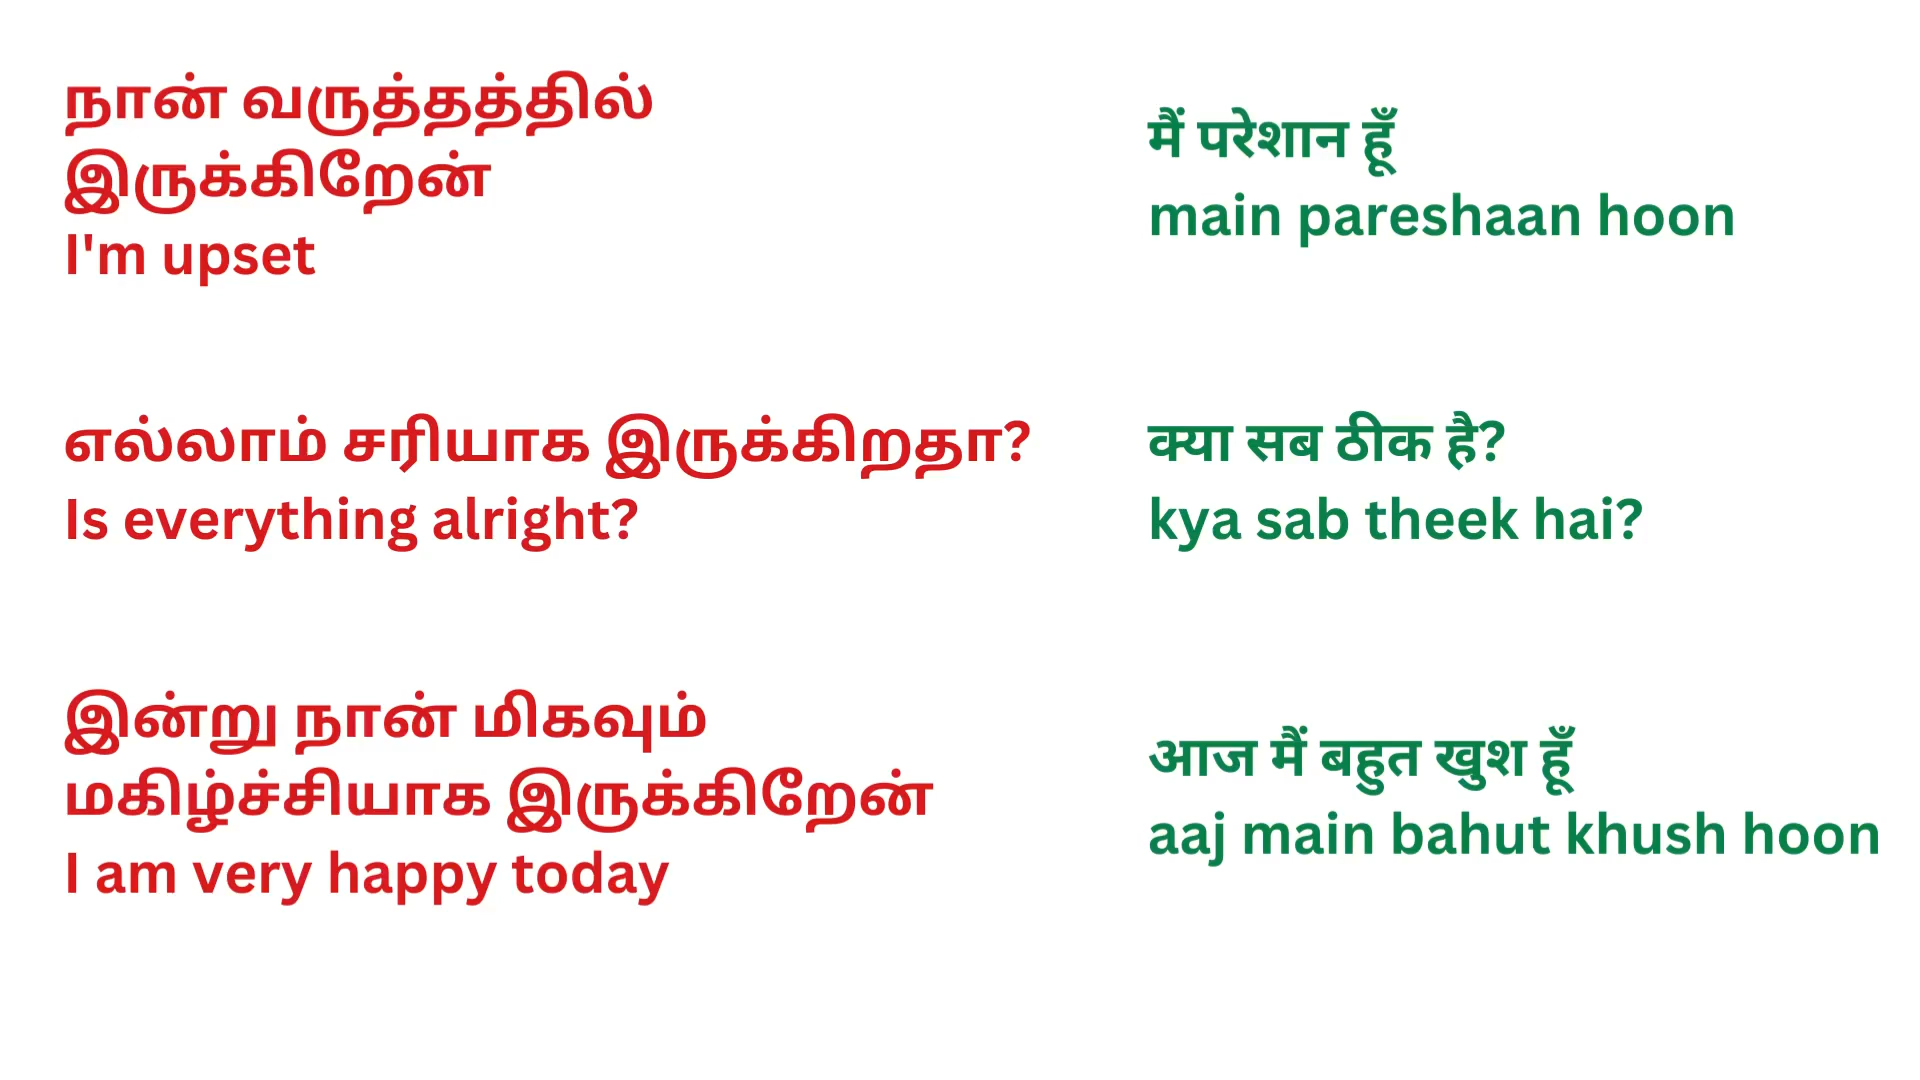 நான் வருத்தத்தில்
இருக்கிறேன்
I'm upset
मैं परेशान हूँ
main pareshaan hoon
எல்லாம் சரியாக இருக்கிறதா?
Is everything alright?
क्या सब ठीक है?
kya sab theek hai?
இன்று நான் மிகவும்
மகிழ்ச்சியாக இருக்கிறேன்
I am very happy today
आज मैं बहुत खुश हूँ
aaj main bahut khush hoon